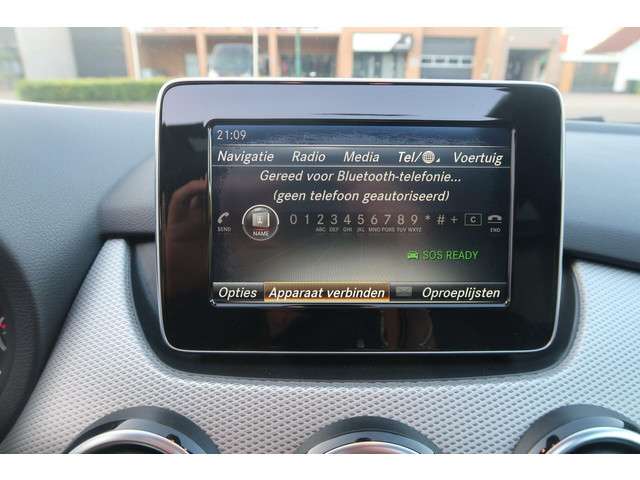 21:09
Navigatie Radio Media Tel/ Voertuig
Gereed voor Bluetooth-telefonie...
(geen telefoon geautoriseerd)
SEND NAME 0 1 2 3 4 5 6 7 8 9 * # + C END
ABC DEF GHI JKL MNO PQRS TUV WXYZ
SOS READY
Opties Apparaat verbinden Oproeplijsten